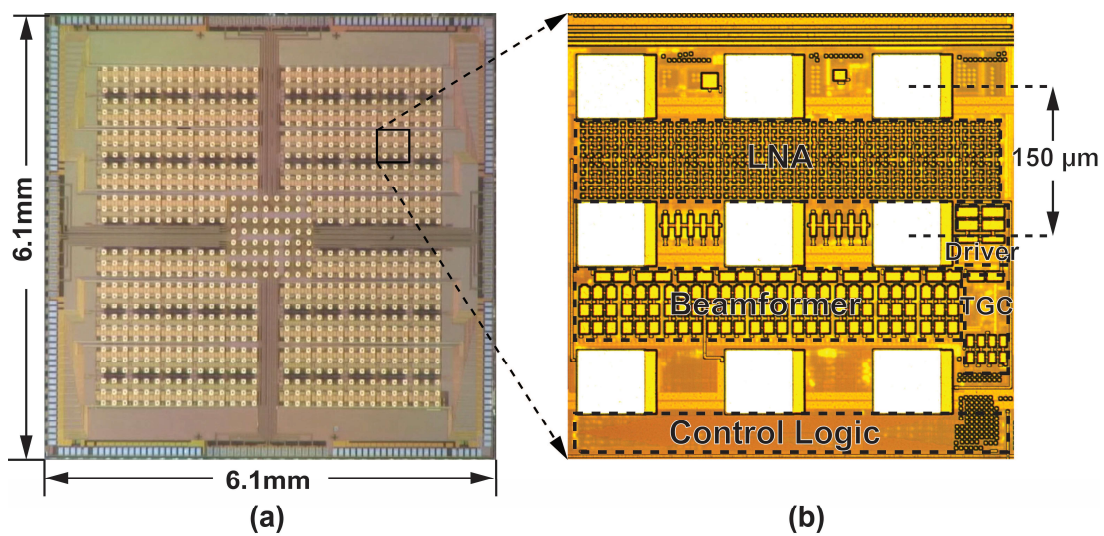 6.1mm
6.1mm
(a)
LNA
150 μm
Driver
Beamformer
TGC
Control Logic
(b)